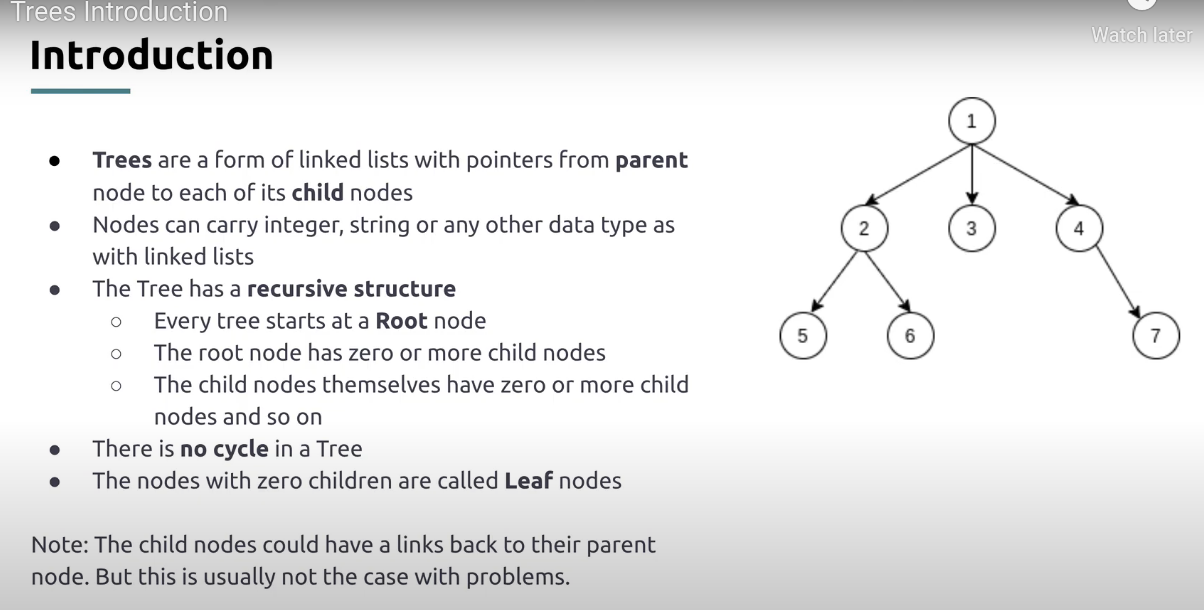 Trees Introduction
Watch later
Introduction
● Trees are a form of linked lists with pointers from parent
node to each of its child nodes
● Nodes can carry integer, string or any other data type as
with linked lists
● The Tree has a recursive structure
○ Every tree starts at a Root node
○ The root node has zero or more child nodes
○ The child nodes themselves have zero or more child
nodes and so on
● There is no cycle in a Tree
● The nodes with zero children are called Leaf nodes
Note: The child nodes could have a links back to their parent
node. But this is usually not the case with problems.
1
2 3 4
5 6 7